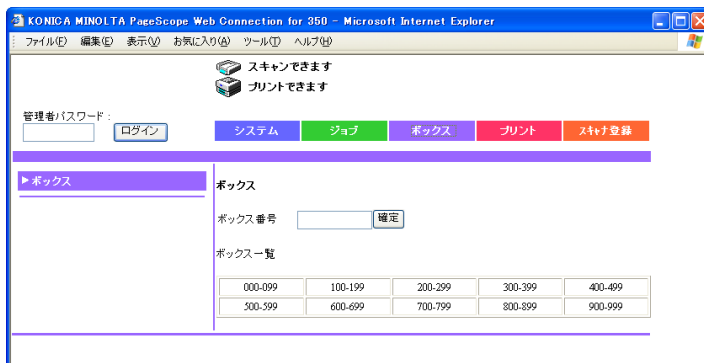 KONICA MINOLTA PageScope Web Connection for 350 - Microsoft Internet Explorer
ファイル(F) 編集(E) 表示(V) お気に入り(A) ツール(T) ヘルプ(H)
スキャンできます
プリントできます
管理者パスワード:
ログイン
システム ジョブ ボックス プリント スキャナ登録
▶ボックス
ボックス
ボックス番号 確定
ボックス一覧
000-099 100-199 200-299 300-399 400-499
500-599 600-699 700-799 800-899 900-999